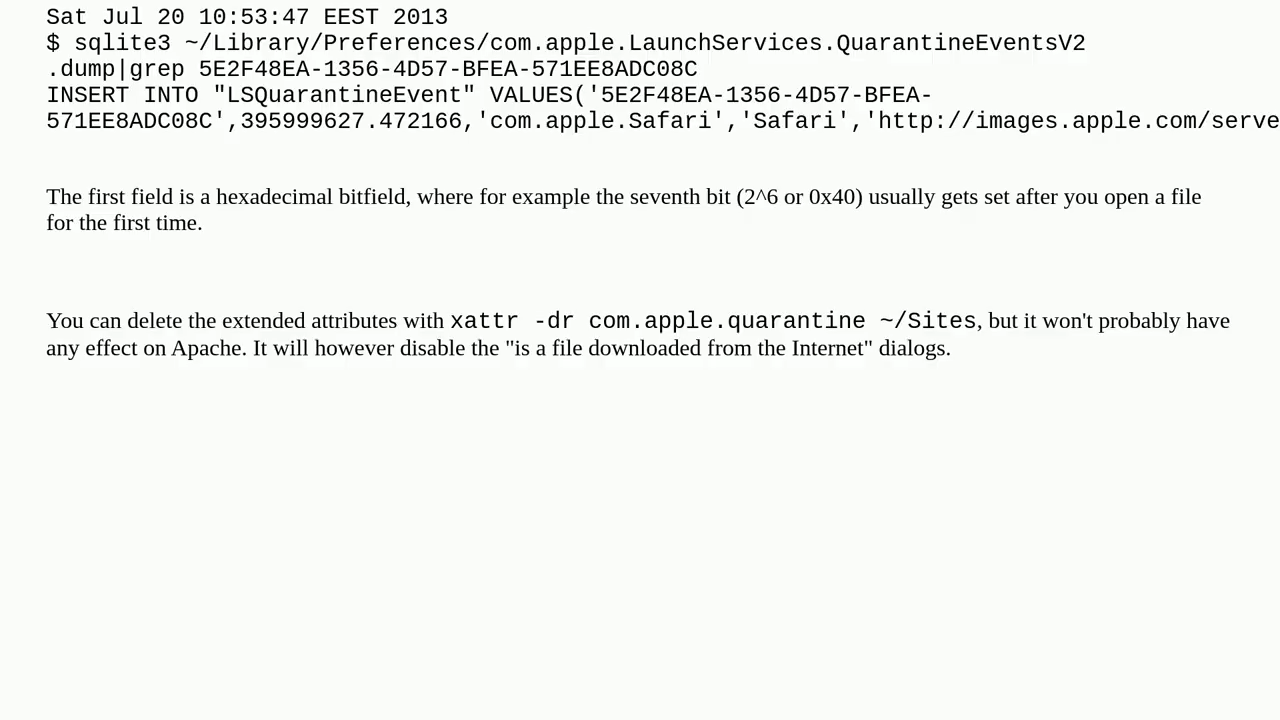 Sat Jul 20 10:53:47 EEST 2013
$ sqlite3 ~/Library/Preferences/com.apple.LaunchServices.QuarantineEventsV2
.dump|grep 5E2F48EA-1356-4D57-BFEA-571EE8ADC08C
INSERT INTO "LSQuarantineEvent" VALUES('5E2F48EA-1356-4D57-BFEA-
571EE8ADC08C',395999627.472166,'com.apple.Safari','Safari','http://images.apple.com/serve
The first field is a hexadecimal bitfield, where for example the seventh bit (2^6 or 0x40) usually gets set after you open a file
for the first time.
You can delete the extended attributes with xattr -dr com.apple.quarantine ~/Sites, but it won't probably have
any effect on Apache. It will however disable the "is a file downloaded from the Internet" dialogs.